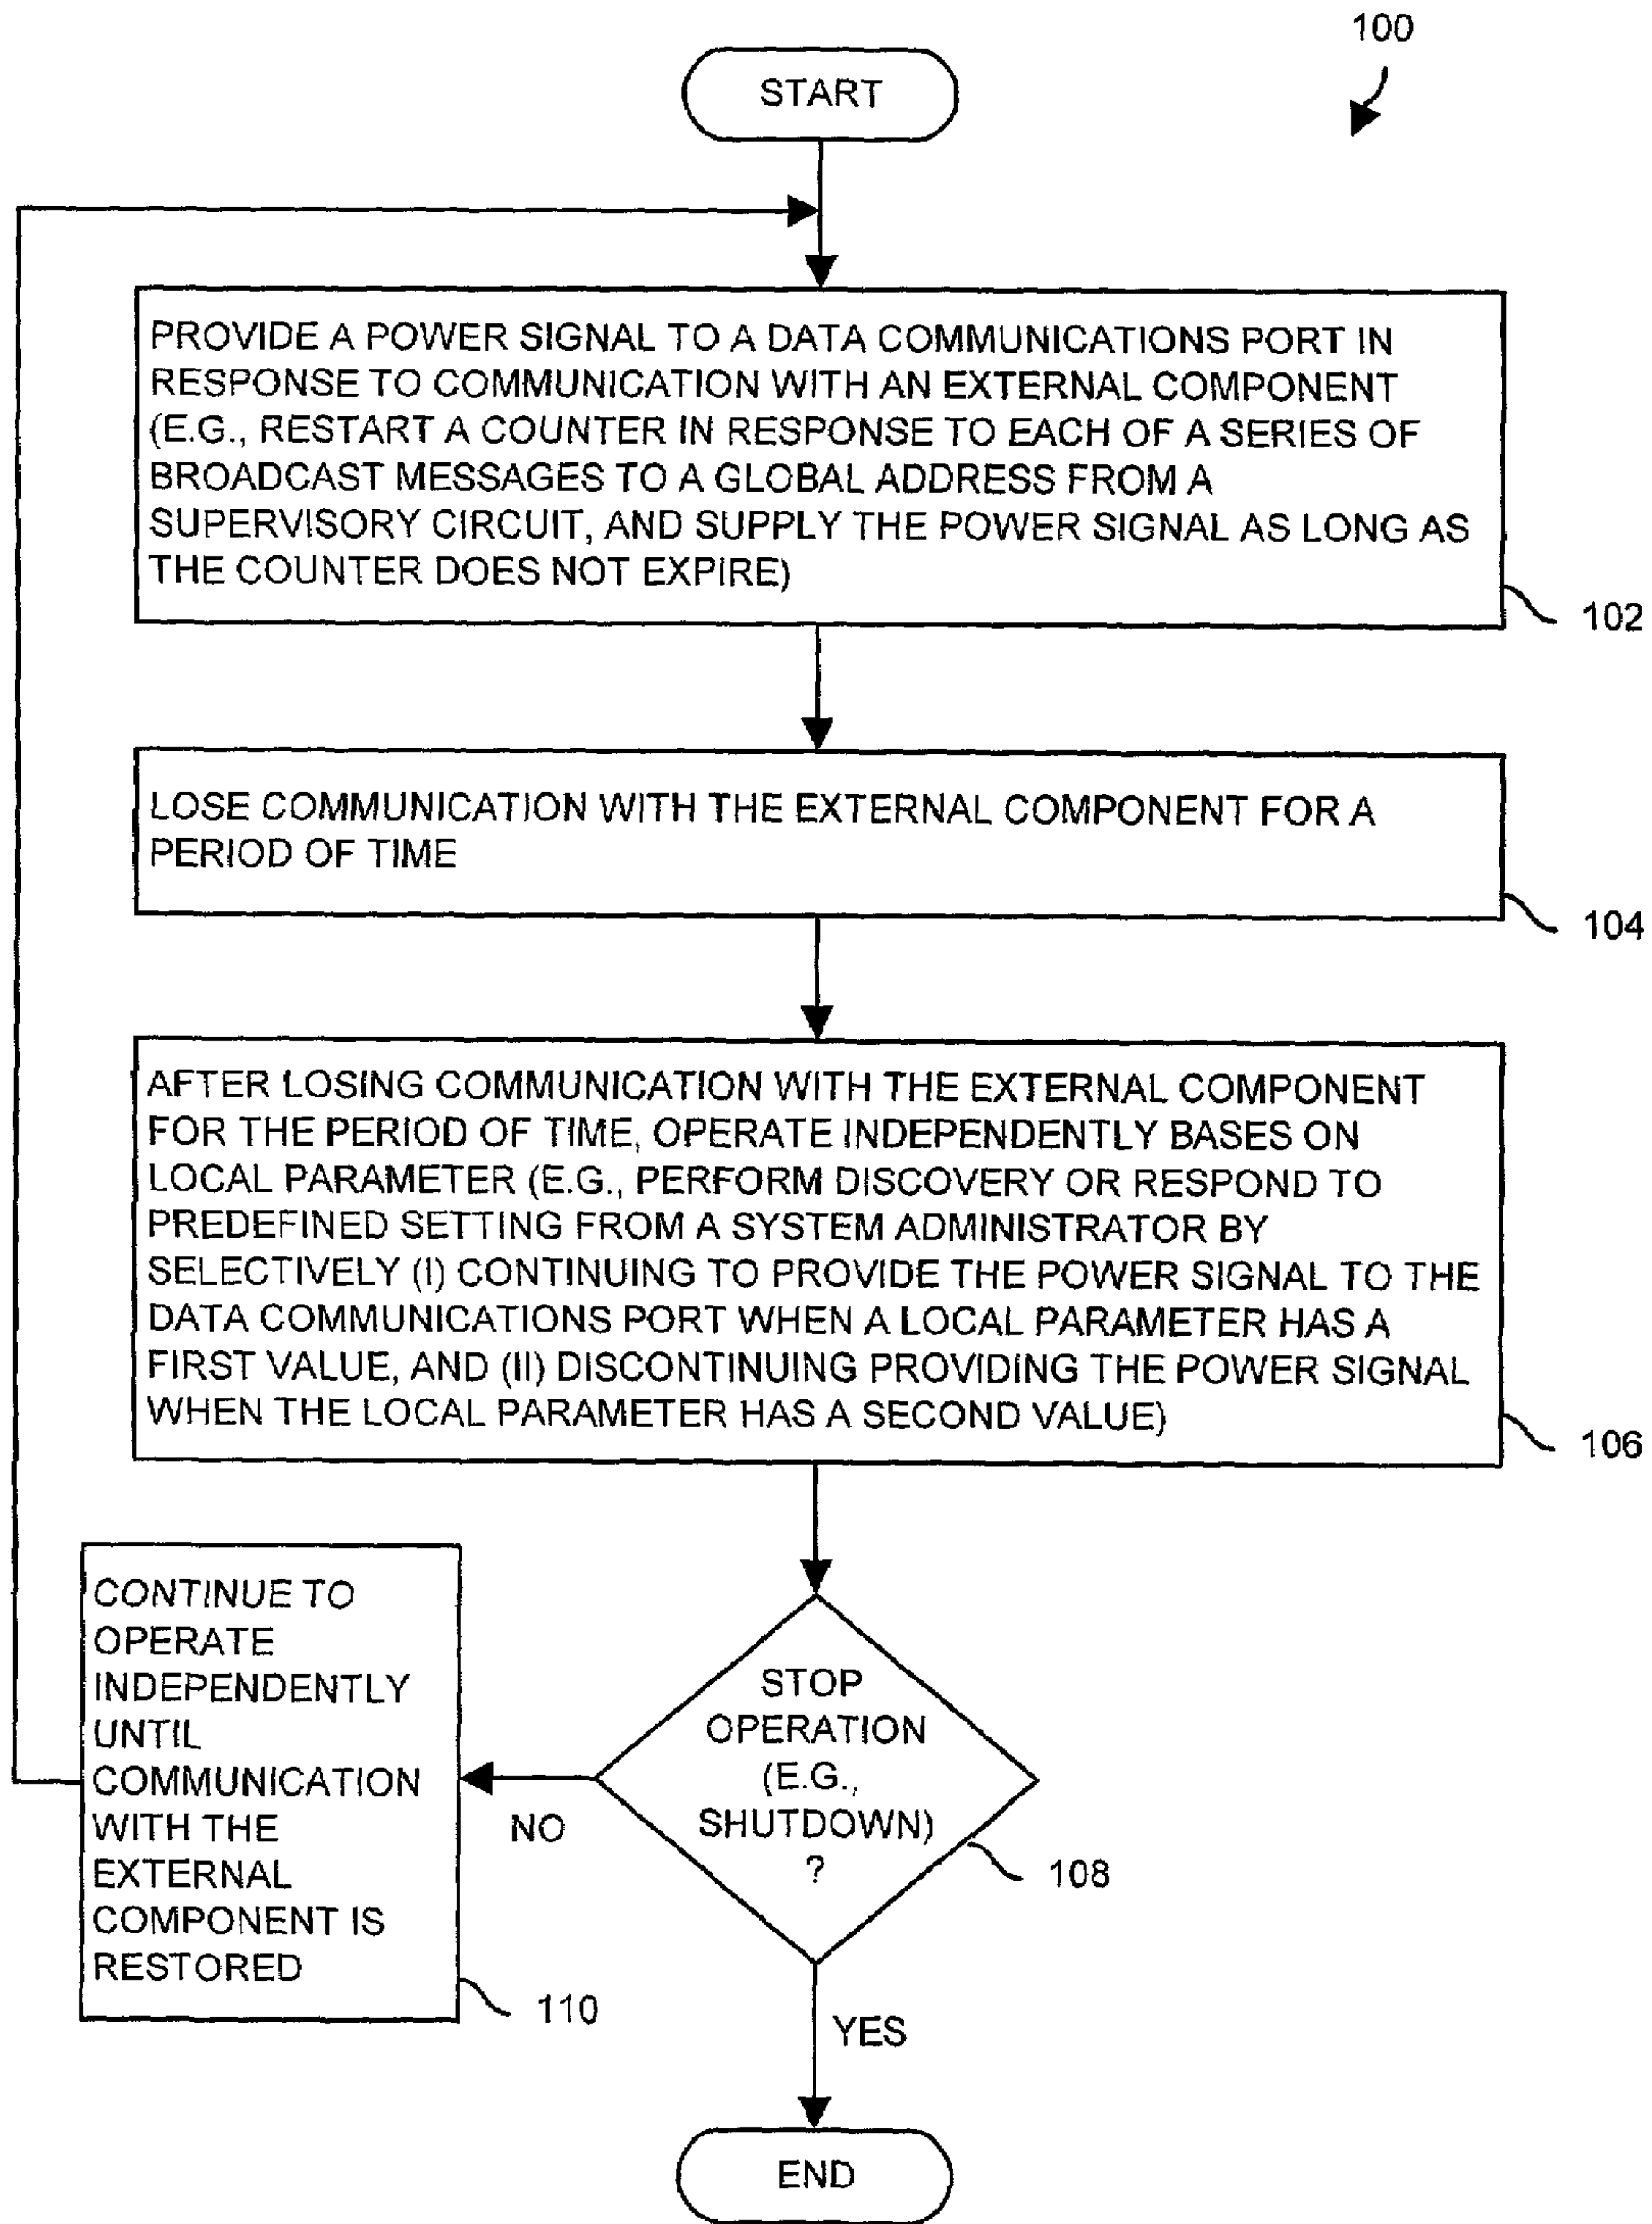 100
START
PROVIDE A POWER SIGNAL TO A DATA COMMUNICATIONS PORT IN
RESPONSE TO COMMUNICATION WITH AN EXTERNAL COMPONENT
(E.G., RESTART A COUNTER IN RESPONSE TO EACH OF A SERIES OF
BROADCAST MESSAGES TO A GLOBAL ADDRESS FROM A
SUPERVISORY CIRCUIT, AND SUPPLY THE POWER SIGNAL AS LONG AS
THE COUNTER DOES NOT EXPIRE)
102
LOSE COMMUNICATION WITH THE EXTERNAL COMPONENT FOR A
PERIOD OF TIME
104
AFTER LOSING COMMUNICATION WITH THE EXTERNAL COMPONENT
FOR THE PERIOD OF TIME, OPERATE INDEPENDENTLY BASES ON
LOCAL PARAMETER (E.G., PERFORM DISCOVERY OR RESPOND TO
PREDEFINED SETTING FROM A SYSTEM ADMINISTRATOR BY
SELECTIVELY (I) CONTINUING TO PROVIDE THE POWER SIGNAL TO THE
DATA COMMUNICATIONS PORT WHEN A LOCAL PARAMETER HAS A
FIRST VALUE, AND (II) DISCONTINUING PROVIDING THE POWER SIGNAL
WHEN THE LOCAL PARAMETER HAS A SECOND VALUE)
106
STOP
OPERATION
(E.G.,
SHUTDOWN)
?
108
NO
CONTINUE TO
OPERATE
INDEPENDENTLY
UNTIL
COMMUNICATION
WITH THE
EXTERNAL
COMPONENT IS
RESTORED
110
YES
END